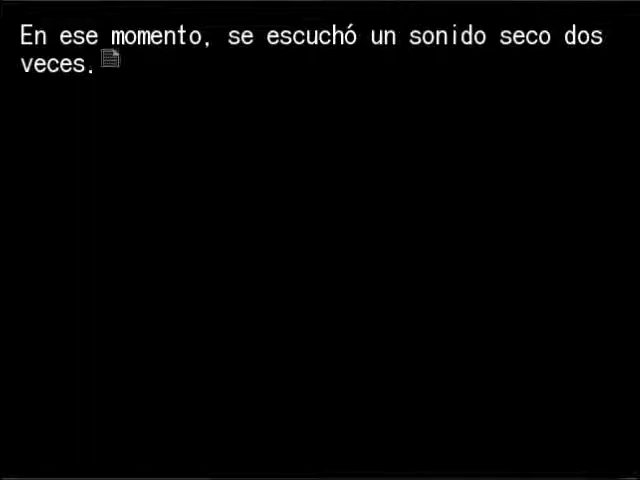 En ese momento, se escuchó un sonido seco dos
veces.